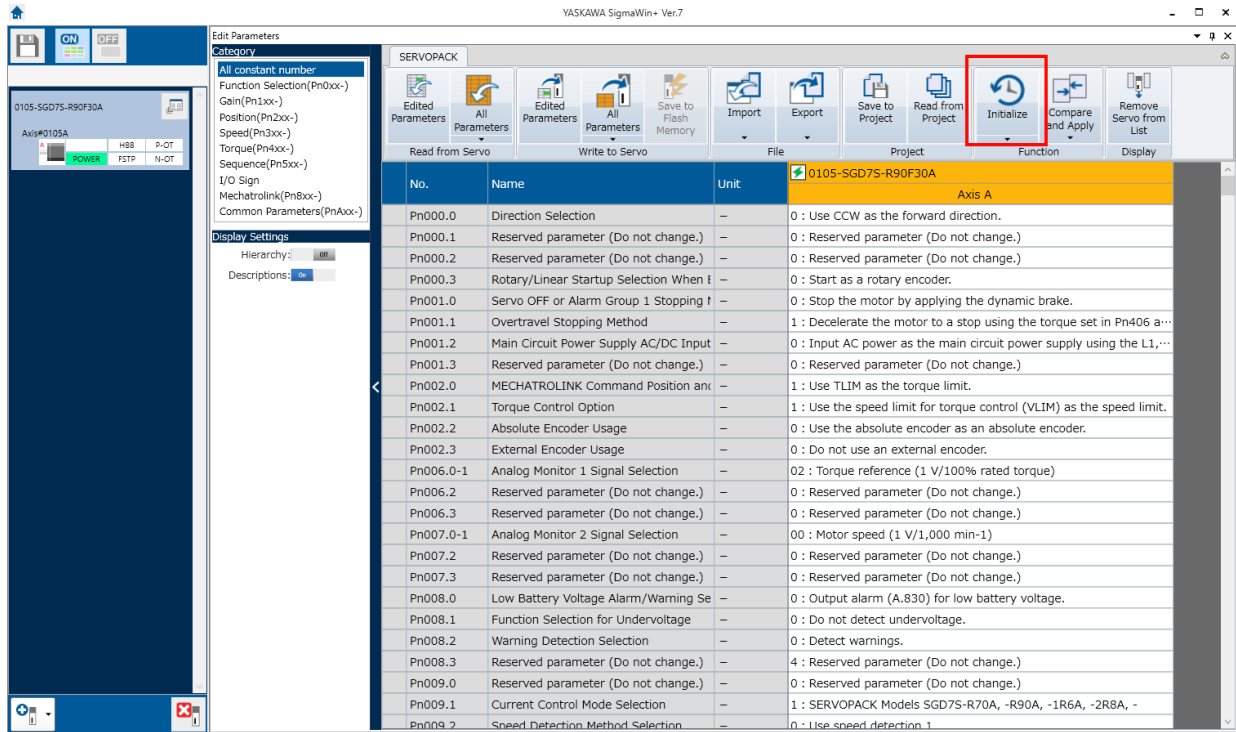 YASKAWA SigmaWin+ Ver.7
ON
OFF
0105-SGD7S-R90F30A
Axis#0105A
A
HBB
P-OT
POWER
FSTP
N-OT
Edit Parameters
Category
All constant number
Function Selection(Pn0xx-)
Gain(Pn1xx-)
Position(Pn2xx-)
Speed(Pn3xx-)
Torque(Pn4xx-)
Sequence(Pn5xx-)
I/O Sign
Mechatrolink(Pn8xx-)
Common Parameters(PnAxx-)
Display Settings
Hierarchy: Off
Descriptions: On
SERVOPACK
Edited Parameters
All Parameters
Read from Servo
Edited Parameters
All Parameters
Save to Flash Memory
Write to Servo
Import
Export
File
Save to Project
Read from Project
Project
Initialize
Compare and Apply
Function
Remove Servo from List
Display
No. Name Unit 0105-SGD7S-R90F30A
Axis A
Pn000.0 Direction Selection – 0 : Use CCW as the forward direction.
Pn000.1 Reserved parameter (Do not change.) – 0 : Reserved parameter (Do not change.)
Pn000.2 Reserved parameter (Do not change.) – 0 : Reserved parameter (Do not change.)
Pn000.3 Rotary/Linear Startup Selection When – 0 : Start as a rotary encoder.
Pn001.0 Servo OFF or Alarm Group 1 Stopping – 0 : Stop the motor by applying the dynamic brake.
Pn001.1 Overtravel Stopping Method – 1 : Decelerate the motor to a stop using the torque set in Pn406 a…
Pn001.2 Main Circuit Power Supply AC/DC Input – 0 : Input AC power as the main circuit power supply using the L1,…
Pn001.3 Reserved parameter (Do not change.) – 0 : Reserved parameter (Do not change.)
Pn002.0 MECHATROLINK Command Position and – 1 : Use TLIM as the torque limit.
Pn002.1 Torque Control Option – 1 : Use the speed limit for torque control (VLIM) as the speed limit.
Pn002.2 Absolute Encoder Usage – 0 : Use the absolute encoder as an absolute encoder.
Pn002.3 External Encoder Usage – 0 : Do not use an external encoder.
Pn006.0-1 Analog Monitor 1 Signal Selection – 02 : Torque reference (1 V/100% rated torque)
Pn006.2 Reserved parameter (Do not change.) – 0 : Reserved parameter (Do not change.)
Pn006.3 Reserved parameter (Do not change.) – 0 : Reserved parameter (Do not change.)
Pn007.0-1 Analog Monitor 2 Signal Selection – 00 : Motor speed (1 V/1,000 min-1)
Pn007.2 Reserved parameter (Do not change.) – 0 : Reserved parameter (Do not change.)
Pn007.3 Reserved parameter (Do not change.) – 0 : Reserved parameter (Do not change.)
Pn008.0 Low Battery Voltage Alarm/Warning Se – 0 : Output alarm (A.830) for low battery voltage.
Pn008.1 Function Selection for Undervoltage – 0 : Do not detect undervoltage.
Pn008.2 Warning Detection Selection – 0 : Detect warnings.
Pn008.3 Reserved parameter (Do not change.) – 4 : Reserved parameter (Do not change.)
Pn009.0 Reserved parameter (Do not change.) – 0 : Reserved parameter (Do not change.)
Pn009.1 Current Control Mode Selection – 1 : SERVOPACK Models SGD7S-R70A, -R90A, -1R6A, -2R8A, -
Pn009.2 Speed Detection Method Selection – 0 : Use speed detection 1.